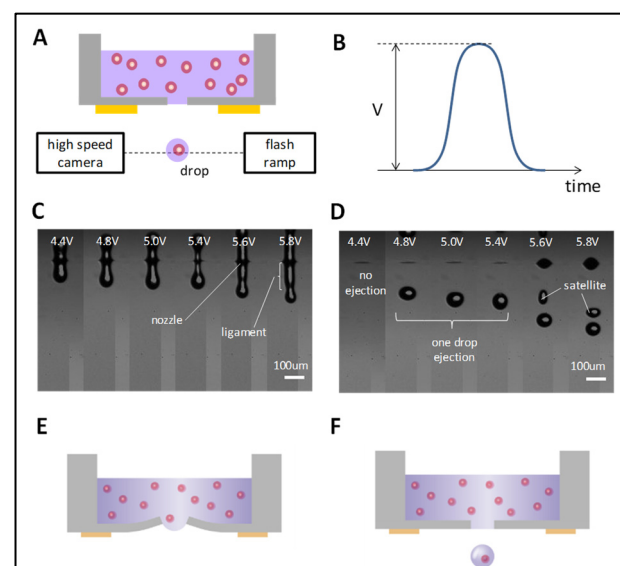 A
high speed
camera
drop
flash
ramp
B
V
time
C
4.4V 4.8V 5.0V 5.4V 5.6V 5.8V
nozzle
ligament
100um
D
4.4V 4.8V 5.0V 5.4V 5.6V 5.8V
no
ejection
satellite
one drop
ejection
100um
E
F